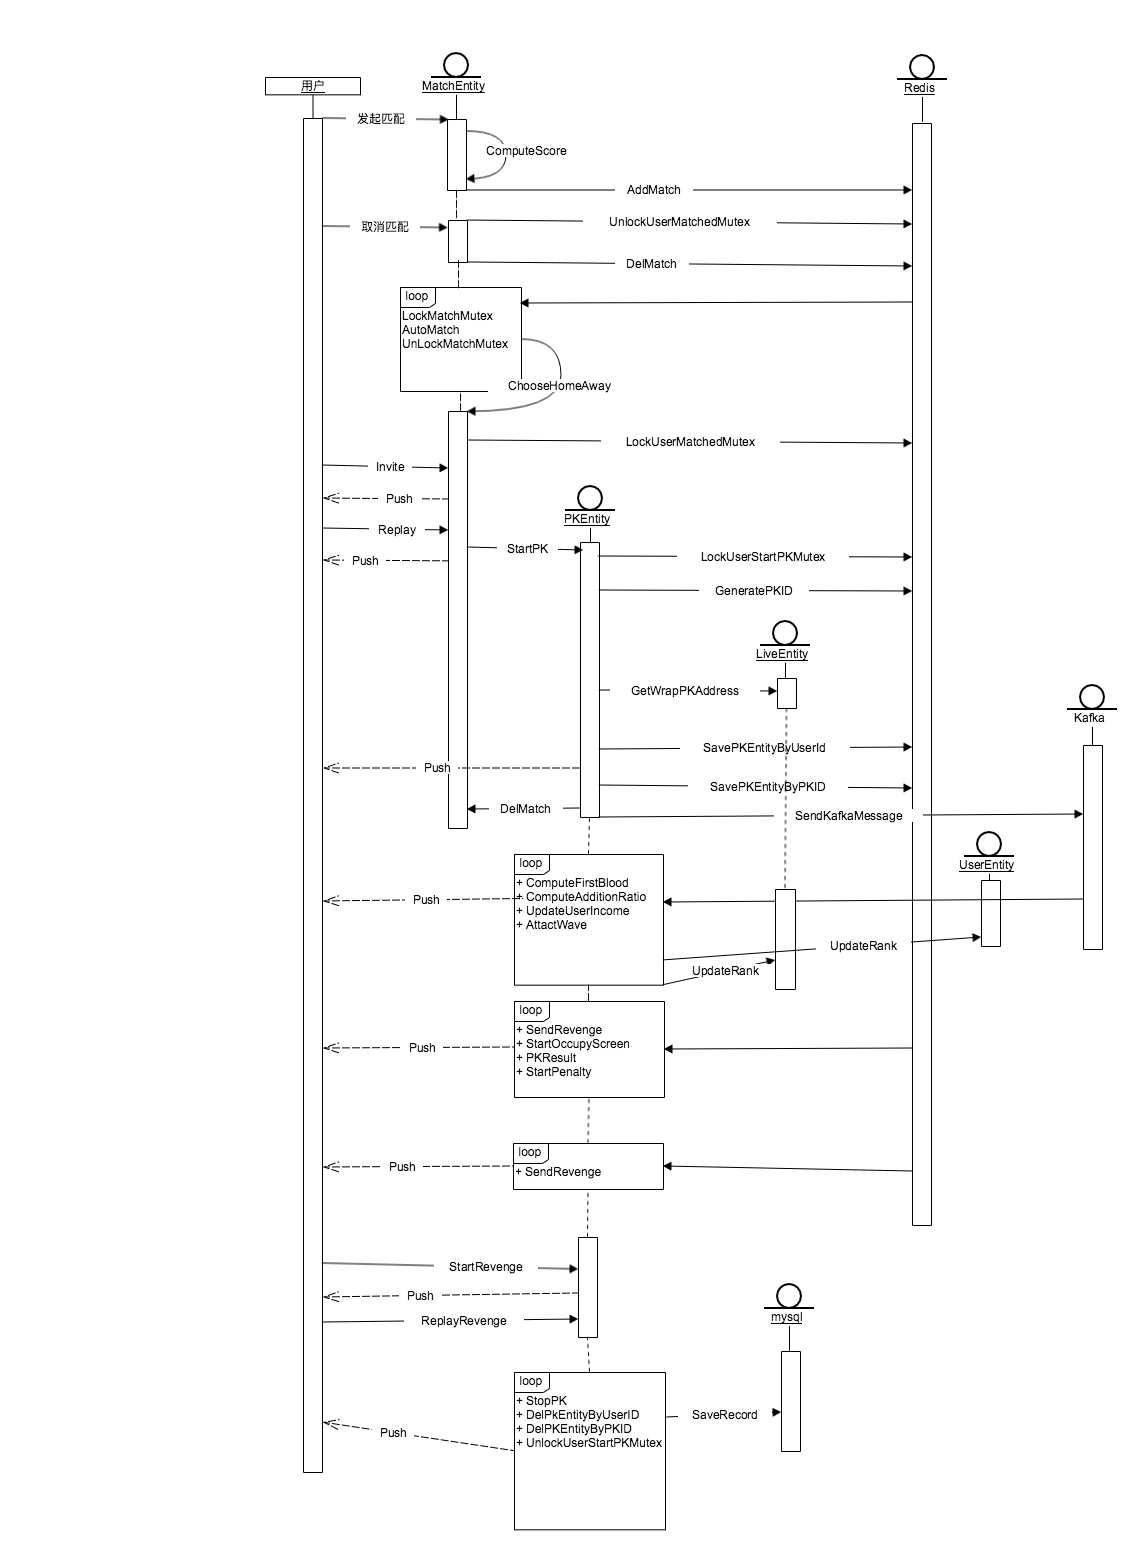 用户
MatchEntity
Redis
发起匹配
ComputeScore
AddMatch
取消匹配
UnlockUserMatchedMutex
DelMatch
loop
LockMatchMutex
AutoMatch
UnLockMatchMutex
ChooseHomeAway
LockUserMatchedMutex
Invite
Push
PKEntity
Replay
StartPK
Push
LockUserStartPKMutex
GeneratePKID
LiveEntity
GetWrapPKAddress
Kafka
SavePKEntityByUserId
Push
SavePKEntityByPKID
DelMatch
SendKafkaMessage
loop
UserEntity
+ ComputeFirstBlood
+ ComputeAdditionRatio
Push
+ UpdateUserIncome
+ AttactWave
UpdateRank
UpdateRank
loop
+ SendRevenge
+ StartOccupyScreen
Push
+ PKResult
+ StartPenalty
loop
Push
+ SendRevenge
StartRevenge
Push
ReplayRevenge
mysql
loop
+ StopPK
+ DelPkEntityByUserID
SaveRecord
+ DelPKEntityByPKID
Push
+ UnlockUserStartPKMutex